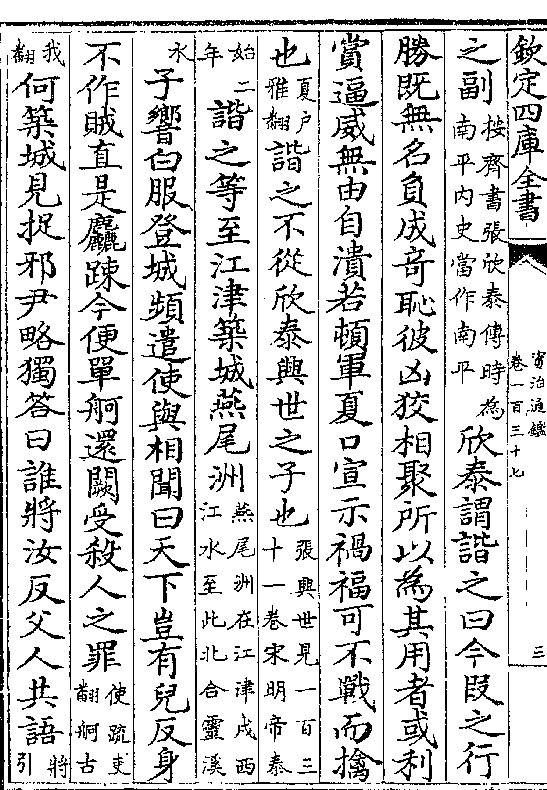 欽定四庫全書
資治通鑑
卷一百三十七
三
之副按齊書張欣泰傳時為南平内史當作南平欣泰謂諧之曰今段之行
勝既無名負成竒恥彼凶狡相聚所以為其用者或利
賞逼威無由自潰若頓軍夏口宣示禍福可不戰而擒
也夏户雅翻諧之不從欣泰興世之子也張興世見一百三十一卷宋明帝泰
始二年諧之等至江津築城燕尾洲燕尾洲在江津戍西江水至此北合靈溪
水子響白服登城頻遣使與相聞曰天下豈有兒反身
不作賊直是麤疎今便單舸還闕受殺人之罪使疏吏翻舸古
我翻何築城見捉邪尹略獨答曰誰將汝反父人共語將引